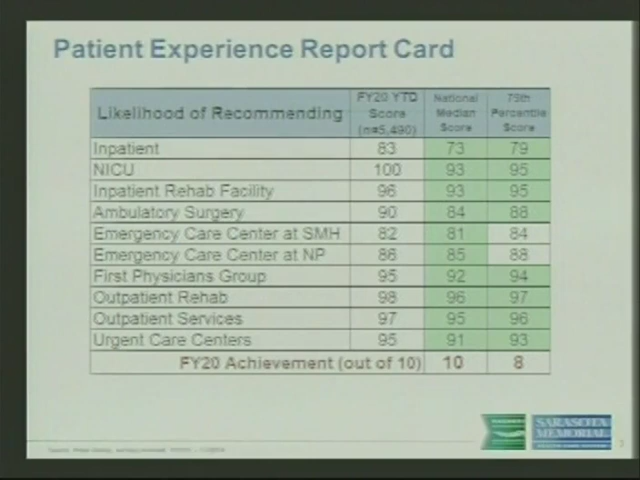 Patient Experience Report Card
Likelihood of Recommending FY20 YTD Score (n=5,490) National Median Score 75th Percentile Score
Inpatient 83 73 79
NICU 100 93 95
Inpatient Rehab Facility 96 93 95
Ambulatory Surgery 90 84 88
Emergency Care Center at SMH 82 81 84
Emergency Care Center at NP 86 85 88
First Physicians Group 95 92 94
Outpatient Rehab 98 96 97
Outpatient Services 97 95 96
Urgent Care Centers 95 91 93
FY20 Achievement (out of 10) 10 8
SARASOTA
MEMORIAL